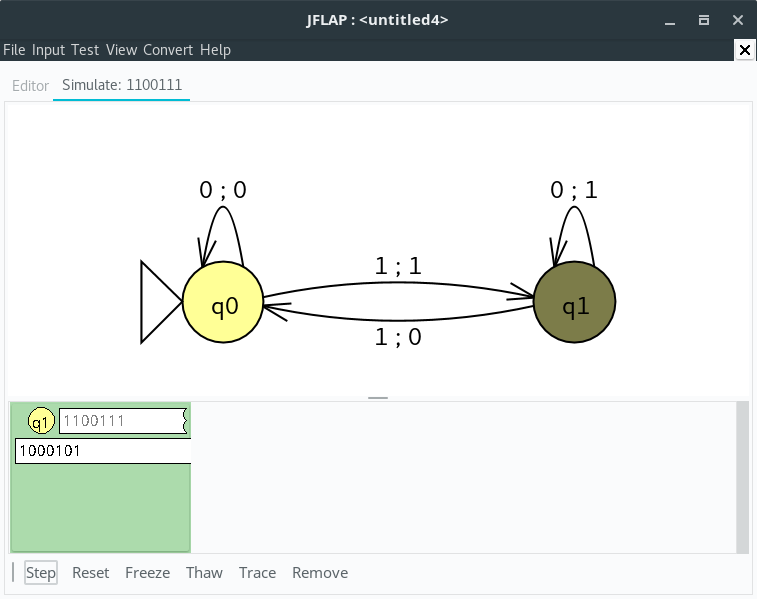 JFLAP : <untitled4>
File Input Test View Convert Help
Editor Simulate: 1100111
0 ; 0 0 ; 1
1 ; 1
q0 q1
1 ; 0
q1 1100111
1000101
Step Reset Freeze Thaw Trace Remove